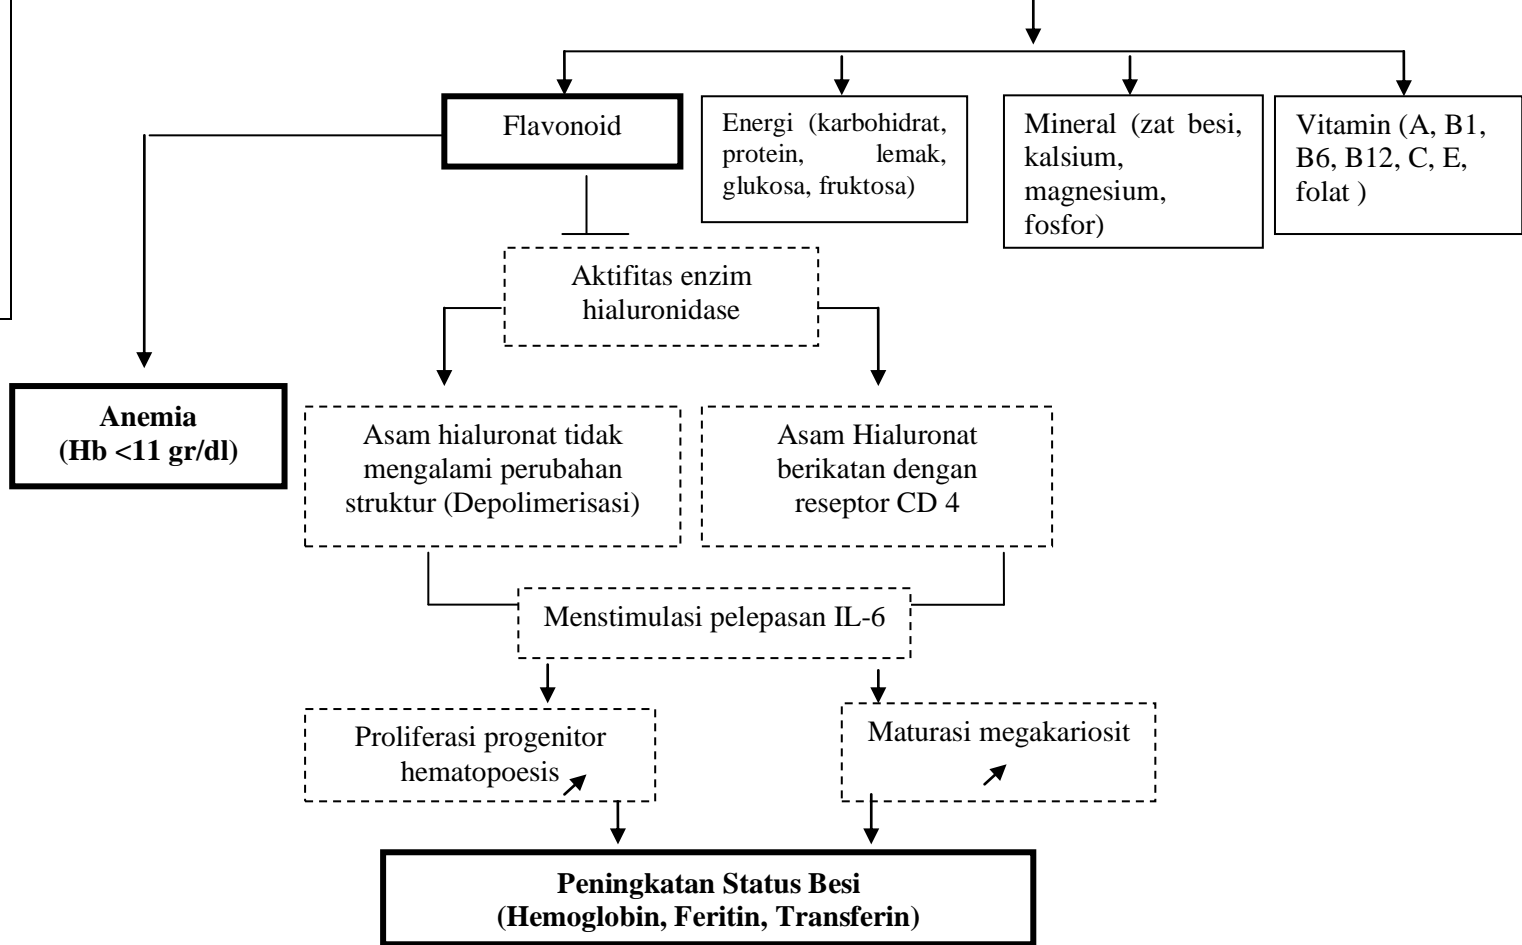 Flavonoid
Energi (karbohidrat,
protein, lemak,
glukosa, fruktosa)
Mineral (zat besi,
kalsium,
magnesium,
fosfor)
Vitamin (A, B1,
B6, B12, C, E,
folat )
Aktifitas enzim
hialuronidase
Anemia
(Hb <11 gr/dl)
Asam hialuronat tidak
mengalami perubahan
struktur (Depolimerisasi)
Asam Hialuronat
berikatan dengan
reseptor CD 4
Menstimulasi pelepasan IL-6
Proliferasi progenitor
hematopoesis
Maturasi megakariosit
Peningkatan Status Besi
(Hemoglobin, Feritin, Transferin)